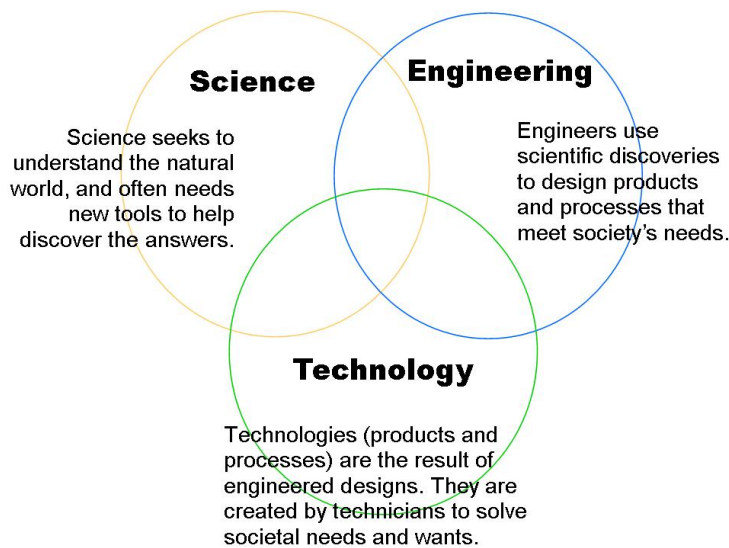 Science
Science seeks to
understand the natural
world, and often needs
new tools to help
discover the answers.
Engineering
Engineers use
scientific discoveries
to design products
and processes that
meet society's needs.
Technology
Technologies (products and
processes) are the result of
engineered designs. They are
created by technicians to solve
societal needs and wants.